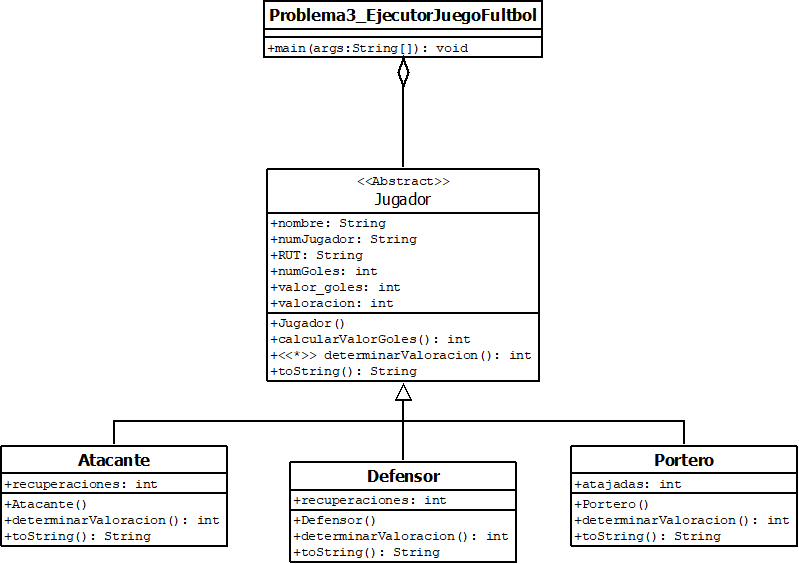 Problema3_EjecutorJuegoFultbol
+main(args:String[]): void
<<Abstract>>
Jugador
+nombre: String
+numJugador: String
+RUT: String
+numGoles: int
+valor_goles: int
+valoracion: int
+Jugador()
+calcularValorGoles(): int
+<<*>> determinarValoracion(): int
+toString(): String
Atacante
+recuperaciones: int
+Atacante()
+determinarValoracion(): int
+toString(): String
Defensor
+recuperaciones: int
+Defensor()
+determinarValoracion(): int
+toString(): String
Portero
+atajadas: int
+Portero()
+determinarValoracion(): int
+toString(): String